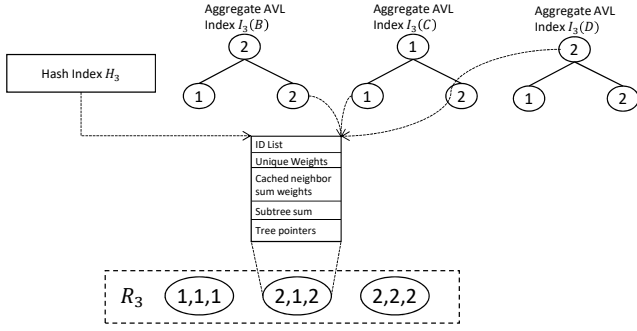 Aggregate AVL
Index I₃(B)
Aggregate AVL
Index I₃(C)
Aggregate AVL
Index I₃(D)
2
1
2
1
2
1
2
1
2
Hash Index H₃
ID List
Unique Weights
Cached neighbor
sum weights
Subtree sum
Tree pointers
R₃
1,1,1
2,1,2
2,2,2